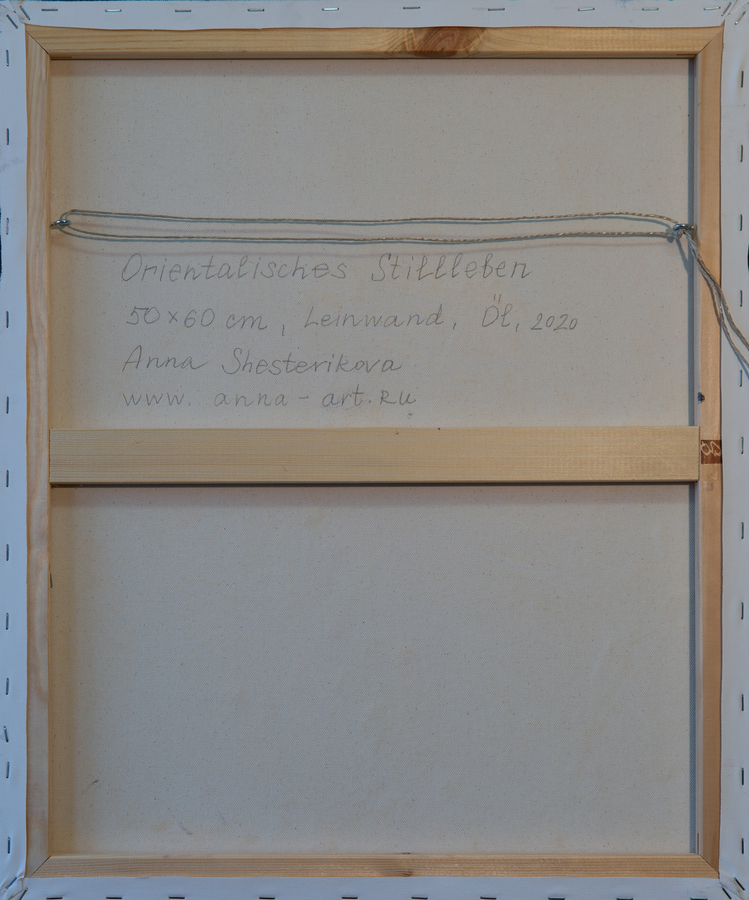 Orientalisches Stillleben
50×60 cm, Leinwand, Öl, 2020
Anna Shesterikova
www. anna-art.ru